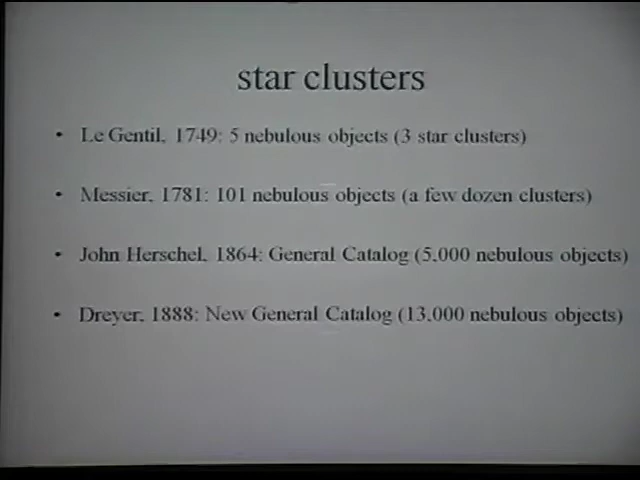 star clusters
• Le Gentil, 1749: 5 nebulous objects (3 star clusters)
• Messier, 1781: 101 nebulous objects (a few dozen clusters)
• John Herschel, 1864: General Catalog (5,000 nebulous objects)
• Dreyer, 1888: New General Catalog (13,000 nebulous objects)